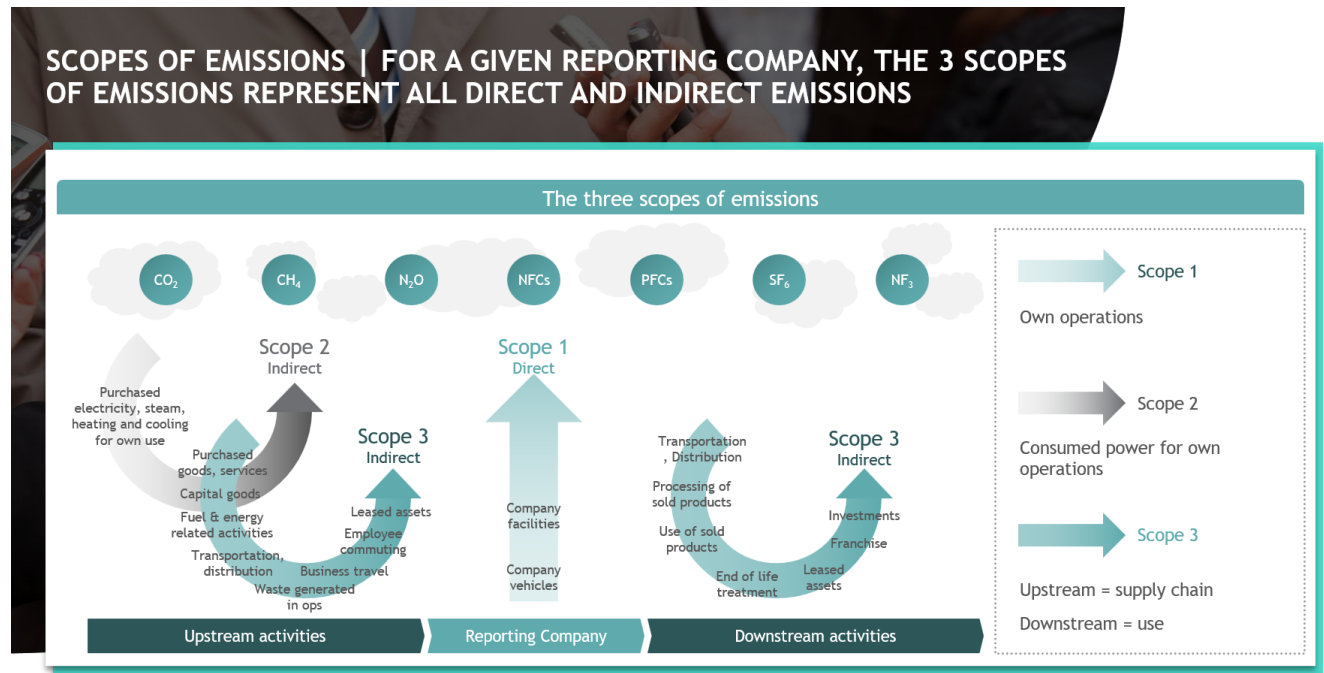 SCOPES OF EMISSIONS | FOR A GIVEN REPORTING COMPANY, THE 3 SCOPES
OF EMISSIONS REPRESENT ALL DIRECT AND INDIRECT EMISSIONS
The three scopes of emissions
CO₂
CH₄
N₂O
NFCs
PFCs
SF₆
NF₃
Scope 2
Indirect
Purchased
electricity, steam,
heating and cooling
for own use
Scope 3
Indirect
Purchased
goods, services
Capital goods
Fuel & energy
related activities
Transportation,
distribution
Waste generated
in ops
Business travel
Employee
commuting
Leased assets
Scope 1
Direct
Company
facilities
Company
vehicles
Scope 3
Indirect
Transportation
, Distribution
Processing of
sold products
Use of sold
products
End of life
treatment
Leased
assets
Franchise
Investments
Upstream activities
Reporting Company
Downstream activities
Scope 1
Own operations
Scope 2
Consumed power for own
operations
Scope 3
Upstream = supply chain
Downstream = use